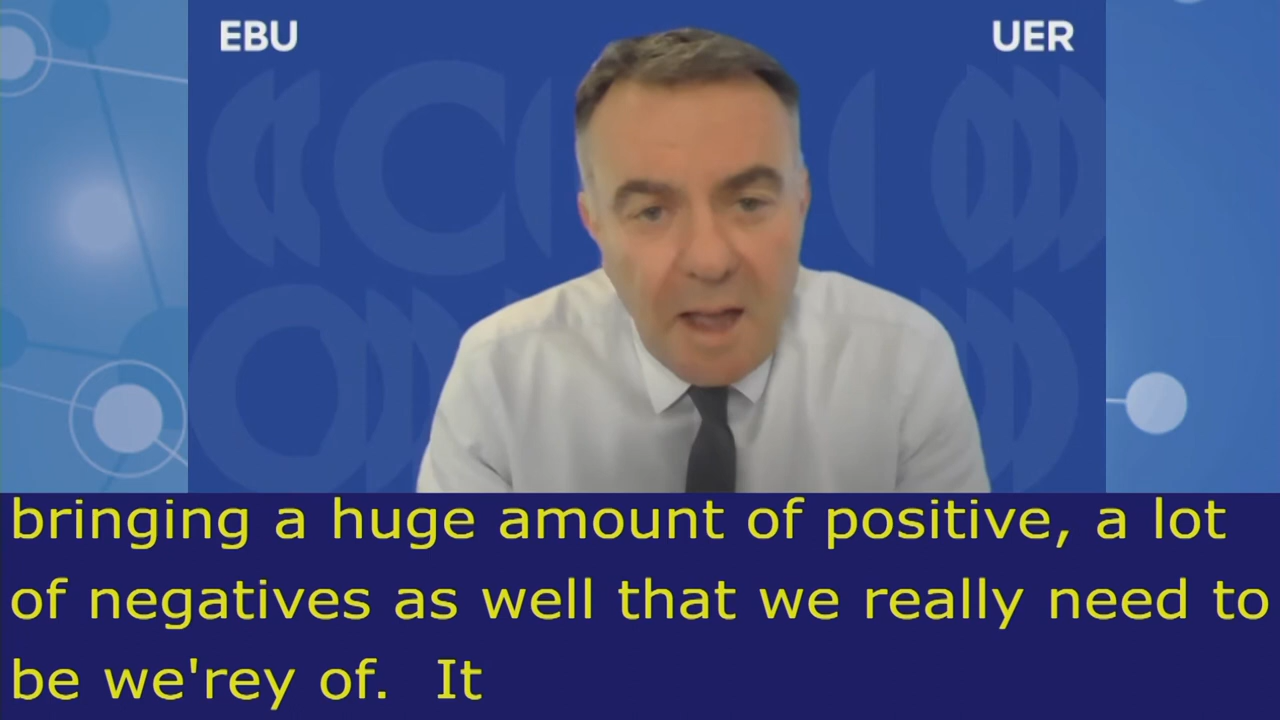 EBU
UER
bringing a huge amount of positive, a lot
of negatives as well that we really need to
be we'rey of.  It